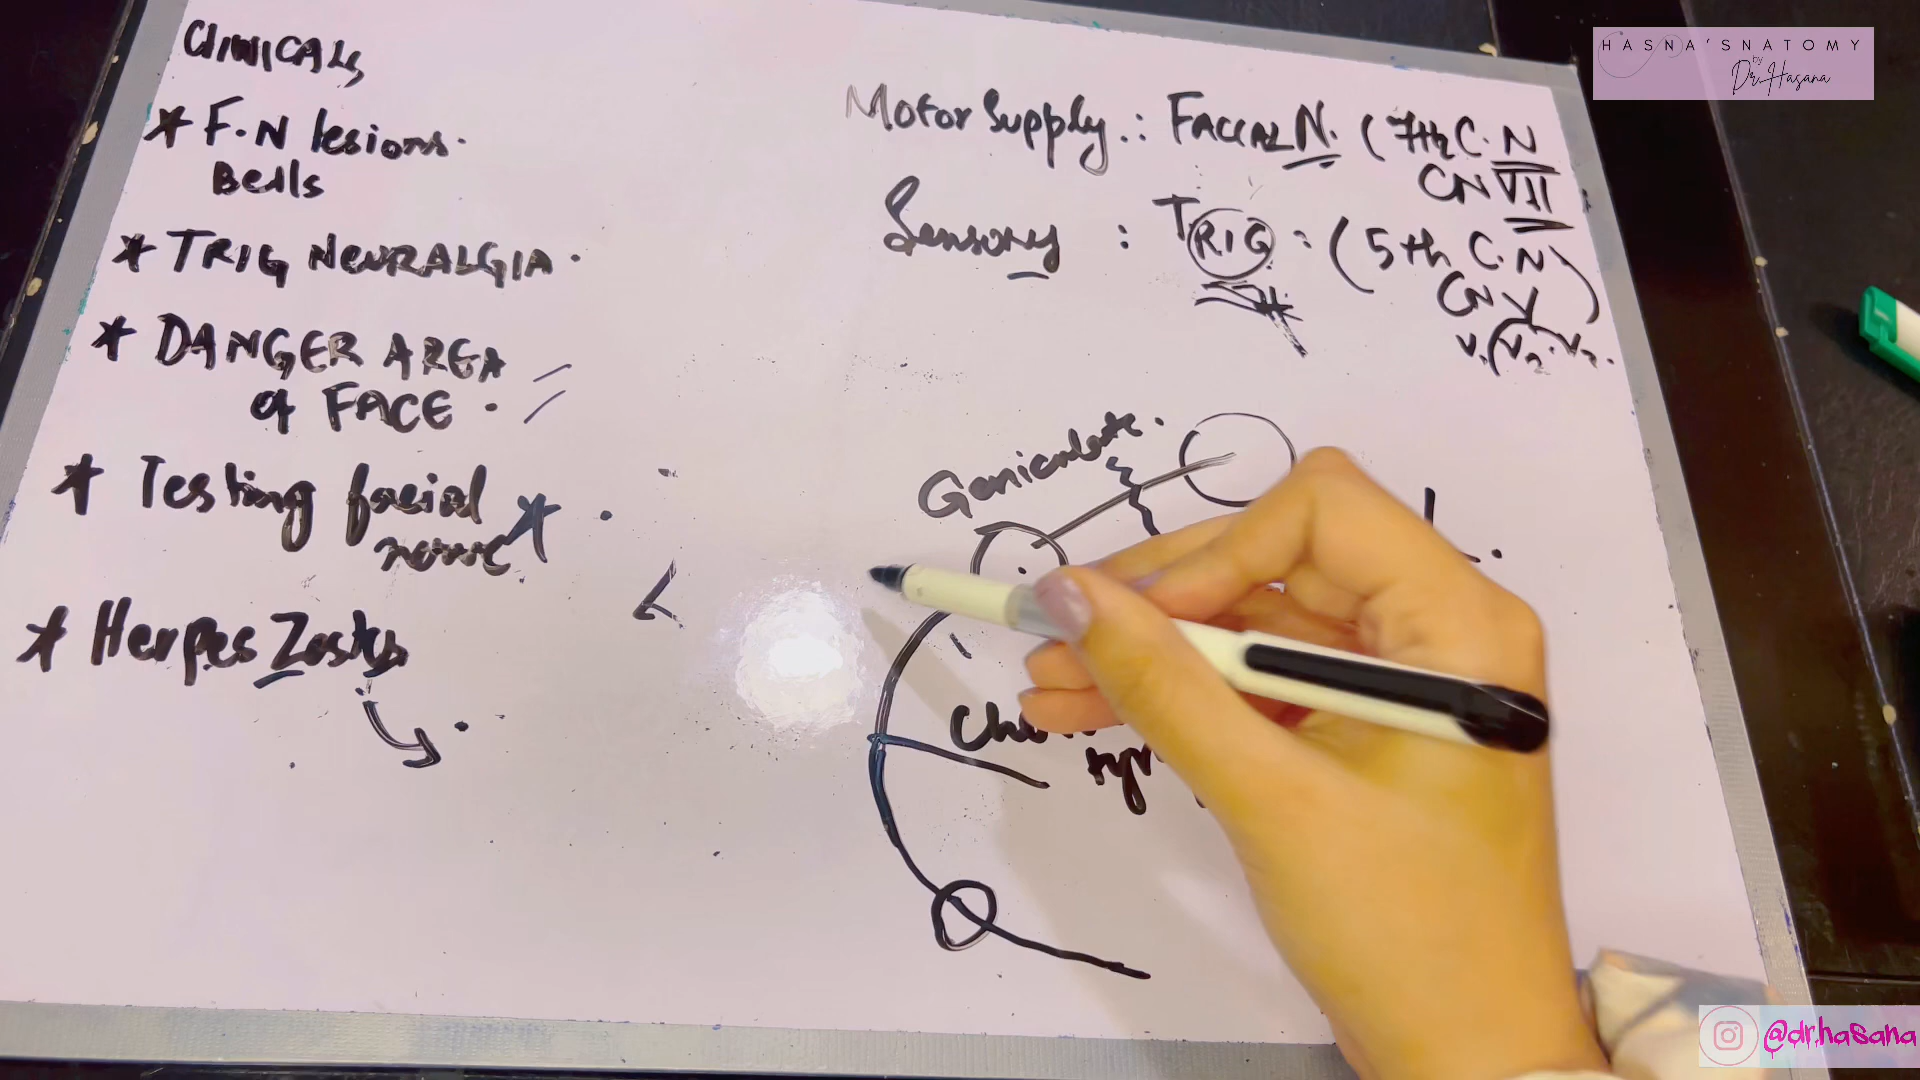 CLINICALS
* F.N lesions.
Bells
* TRIG NEURALGIA.
* DANGER AREA
of FACE.
* Testing facial
nerve *
* Herpes Zoster
Motor Supply.: FACIAL N. (7th C.N
CN VII
Sensory : TRIG : (5th C.N)
CN V
V₁ V₂. V₃.
Geniculate.
HASNA'SNATOMY
by
Dr.Hasana
@dr.hasana